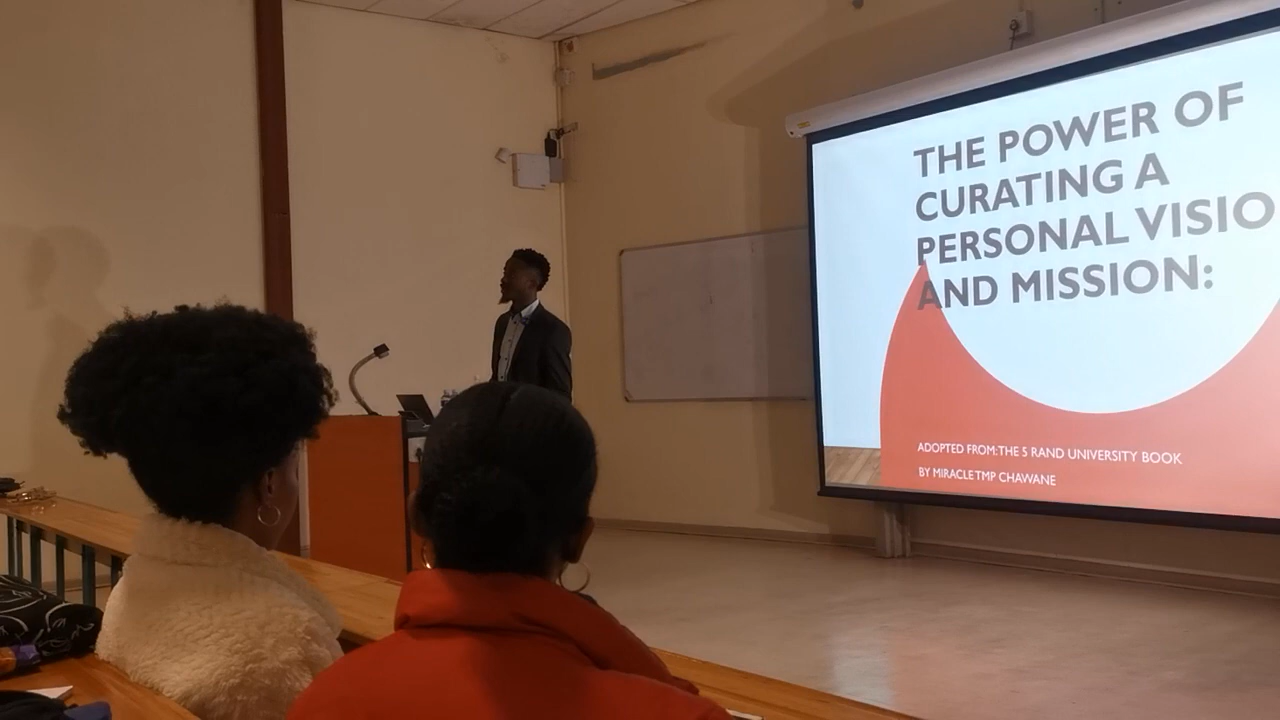 THE POWER OF
CURATING A
PERSONAL VISIO
AND MISSION:
ADOPTED FROM:THE 5 RAND UNIVERSITY BOOK
BY MIRACLE TMP CHAWANE